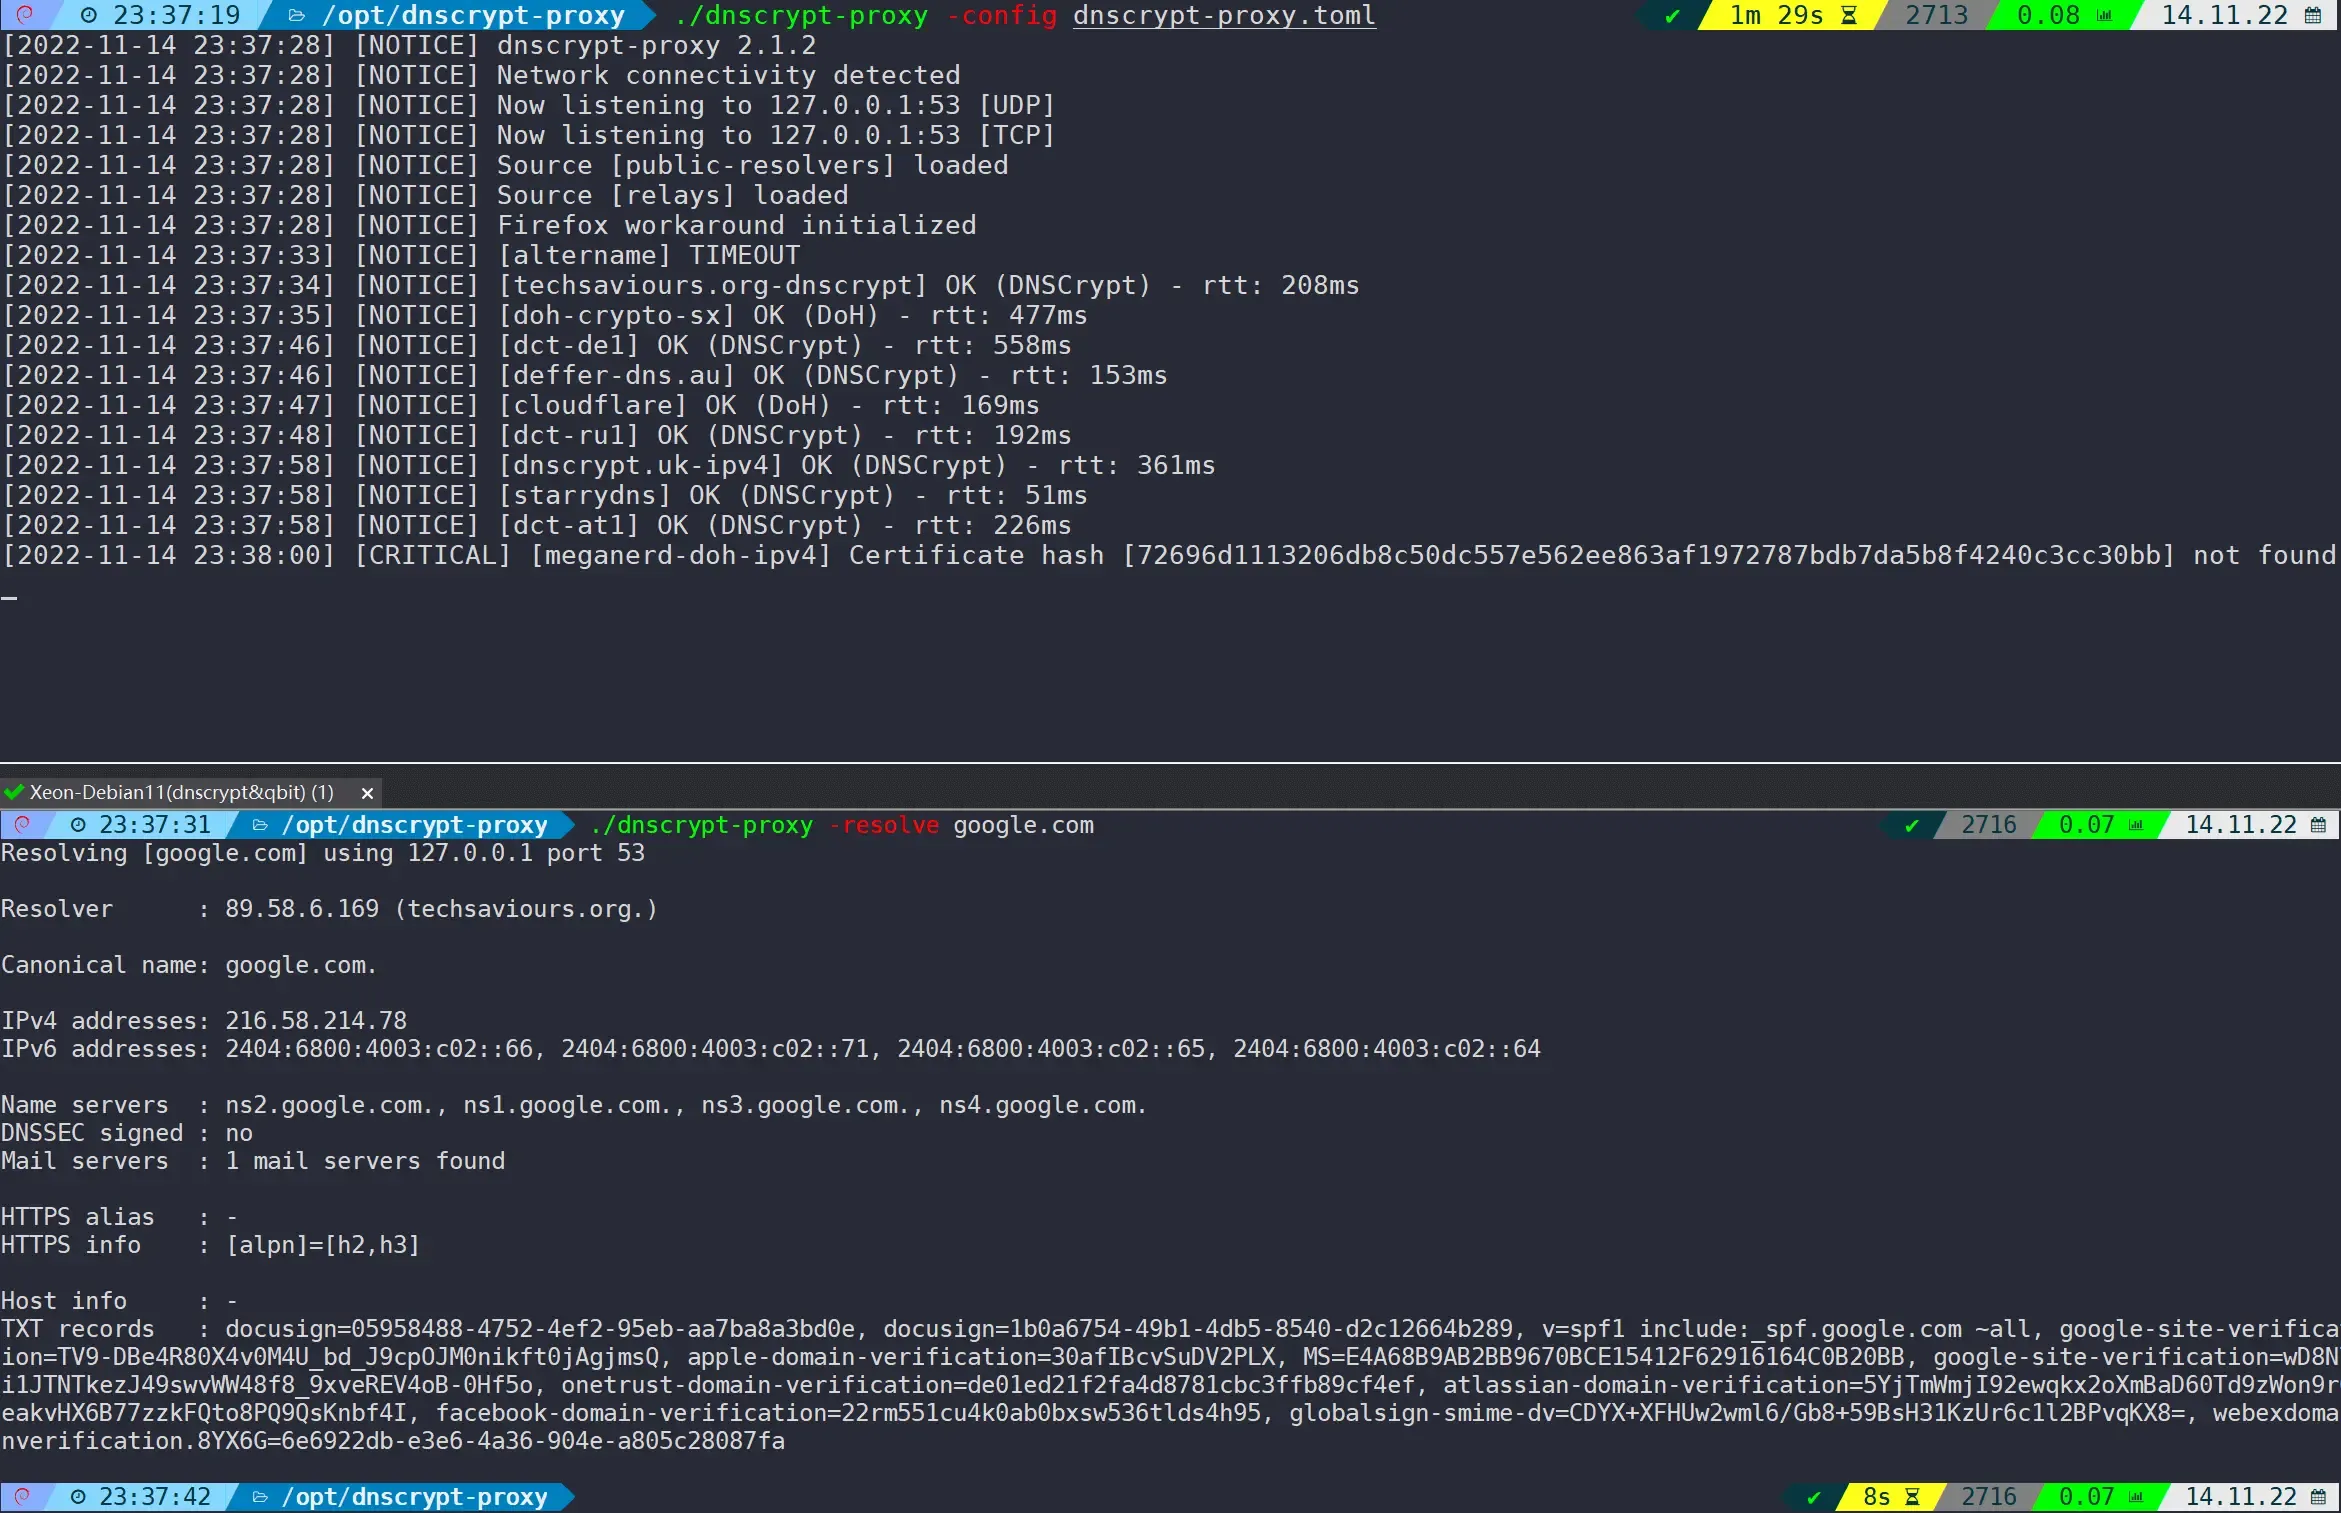 23:37:19 /opt/dnscrypt-proxy ./dnscrypt-proxy -config dnscrypt-proxy.toml ✔ 1m 29s 2713 0.08 14.11.22
[2022-11-14 23:37:28] [NOTICE] dnscrypt-proxy 2.1.2
[2022-11-14 23:37:28] [NOTICE] Network connectivity detected
[2022-11-14 23:37:28] [NOTICE] Now listening to 127.0.0.1:53 [UDP]
[2022-11-14 23:37:28] [NOTICE] Now listening to 127.0.0.1:53 [TCP]
[2022-11-14 23:37:28] [NOTICE] Source [public-resolvers] loaded
[2022-11-14 23:37:28] [NOTICE] Source [relays] loaded
[2022-11-14 23:37:28] [NOTICE] Firefox workaround initialized
[2022-11-14 23:37:33] [NOTICE] [altername] TIMEOUT
[2022-11-14 23:37:34] [NOTICE] [techsaviours.org-dnscrypt] OK (DNSCrypt) - rtt: 208ms
[2022-11-14 23:37:35] [NOTICE] [doh-crypto-sx] OK (DoH) - rtt: 477ms
[2022-11-14 23:37:46] [NOTICE] [dct-de1] OK (DNSCrypt) - rtt: 558ms
[2022-11-14 23:37:46] [NOTICE] [deffer-dns.au] OK (DNSCrypt) - rtt: 153ms
[2022-11-14 23:37:47] [NOTICE] [cloudflare] OK (DoH) - rtt: 169ms
[2022-11-14 23:37:48] [NOTICE] [dct-ru1] OK (DNSCrypt) - rtt: 192ms
[2022-11-14 23:37:58] [NOTICE] [dnscrypt.uk-ipv4] OK (DNSCrypt) - rtt: 361ms
[2022-11-14 23:37:58] [NOTICE] [starrydns] OK (DNSCrypt) - rtt: 51ms
[2022-11-14 23:37:58] [NOTICE] [dct-at1] OK (DNSCrypt) - rtt: 226ms
[2022-11-14 23:38:00] [CRITICAL] [meganerd-doh-ipv4] Certificate hash [72696d1113206db8c50dc557e562ee863af1972787bdb7da5b8f4240c3cc30bb] not found
Xeon-Debian11(dnscrypt&qbit) (1) ×
23:37:31 /opt/dnscrypt-proxy ./dnscrypt-proxy -resolve google.com ✔ 2716 0.07 14.11.22
Resolving [google.com] using 127.0.0.1 port 53
Resolver : 89.58.6.169 (techsaviours.org.)
Canonical name: google.com.
IPv4 addresses: 216.58.214.78
IPv6 addresses: 2404:6800:4003:c02::66, 2404:6800:4003:c02::71, 2404:6800:4003:c02::65, 2404:6800:4003:c02::64
Name servers : ns2.google.com., ns1.google.com., ns3.google.com., ns4.google.com.
DNSSEC signed : no
Mail servers : 1 mail servers found
HTTPS alias : -
HTTPS info : [alpn]=[h2,h3]
Host info : -
TXT records : docusign=05958488-4752-4ef2-95eb-aa7ba8a3bd0e, docusign=1b0a6754-49b1-4db5-8540-d2c12664b289, v=spf1 include:_spf.google.com ~all, google-site-verifica
ion=TV9-DBe4R80X4v0M4U_bd_J9cpOJM0nikft0jAgjmsQ, apple-domain-verification=30afIBcvSuDV2PLX, MS=E4A68B9AB2BB9670BCE15412F62916164C0B20BB, google-site-verification=wD8N
i1JTNTkezJ49swvWW48f8_9xveREV4oB-0Hf5o, onetrust-domain-verification=de01ed21f2fa4d8781cbc3ffb89cf4ef, atlassian-domain-verification=5YjTmWmjI92ewqkx2oXmBaD60Td9zWon9r
eakvHX6B77zzkFQto8PQ9QsKnbf4I, facebook-domain-verification=22rm551cu4k0ab0bxsw536tlds4h95, globalsign-smime-dv=CDYX+XFHUw2wml6/Gb8+59BsH31KzUr6c1l2BPvqKX8=, webexdoma
nverification.8YX6G=6e6922db-e3e6-4a36-904e-a805c28087fa
23:37:42 /opt/dnscrypt-proxy ✔ 8s 2716 0.07 14.11.22